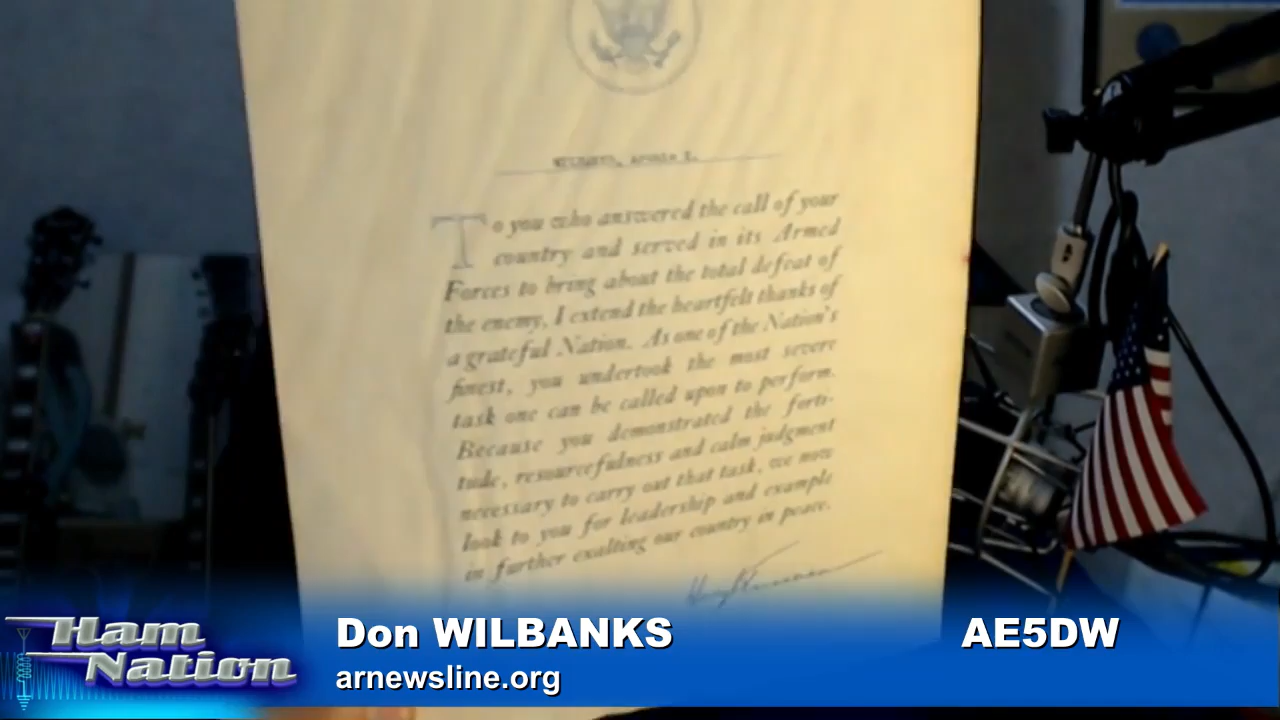 To you who answered the call of your
country and served in its Armed
Forces to bring about the total defeat of
the enemy, I extend the heartfelt thanks of
a grateful Nation. As one of the Nation's
finest, you undertook the most severe
task one can be called upon to perform.
Because you demonstrated the forti-
tude, resourcefulness and calm judgment
necessary to carry out that task, we now
look to you for leadership and example
in further exalting our country in peace.
Harry Truman
Ham
Nation
Don WILBANKS
AE5DW
arnewsline.org